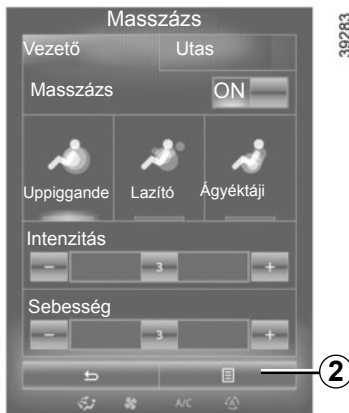 Masszázs
Vezető Utas
Masszázs ON
Uppiggande Lazító Ágyéktáji
Intenzitás
− 3 +
Sebesség
− 3 +
2
A/C
39283